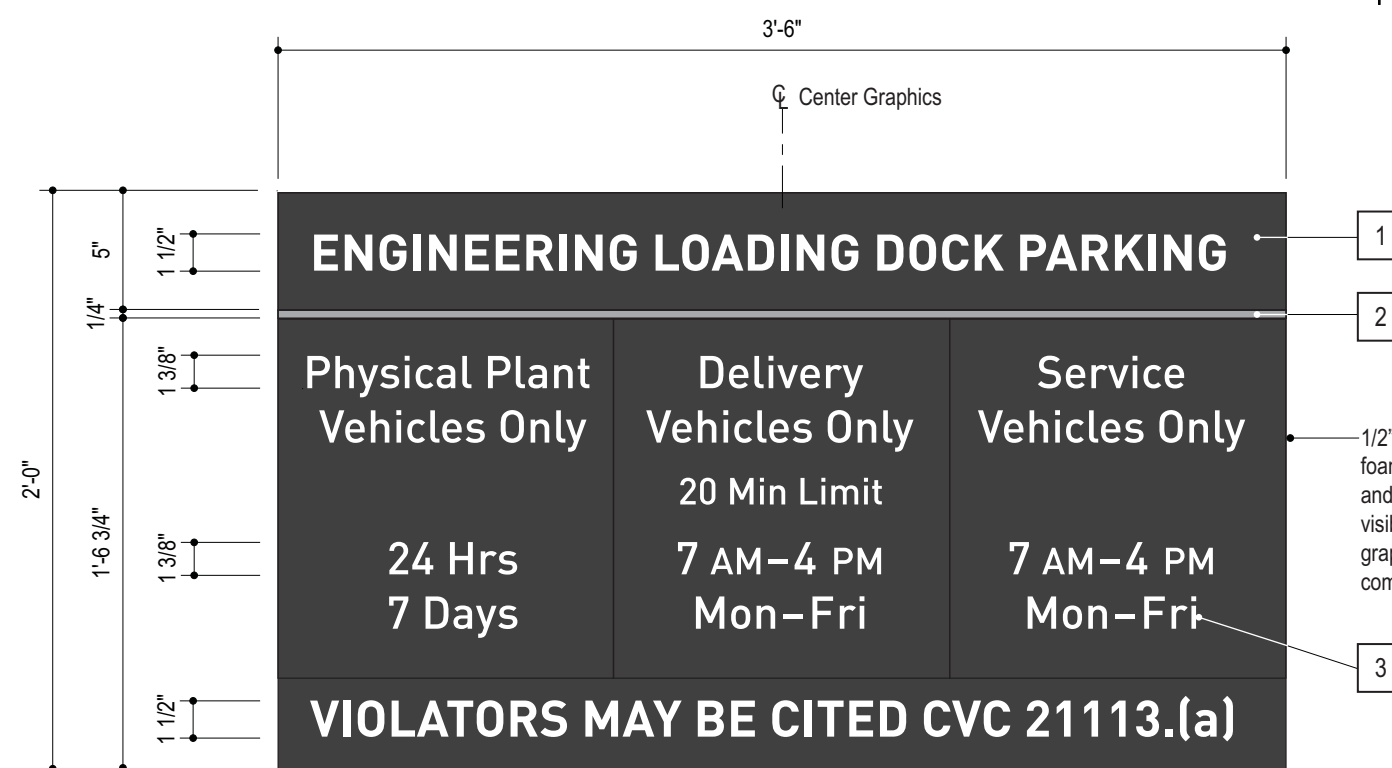 3'-6"
℄ Center Graphics
5"
1 1/2"
1/4"
1 3/8"
2'-0"
1'-6 3/4"
1 3/8"
1 1/2"
ENGINEERING LOADING DOCK PARKING
Physical Plant
Vehicles Only
24 Hrs
7 Days
Delivery
Vehicles Only
20 Min Limit
7 AM–4 PM
Mon–Fri
Service
Vehicles Only
7 AM–4 PM
Mon–Fri
VIOLATORS MAY BE CITED CVC 21113.(a)
1
2
1/2"
and
3